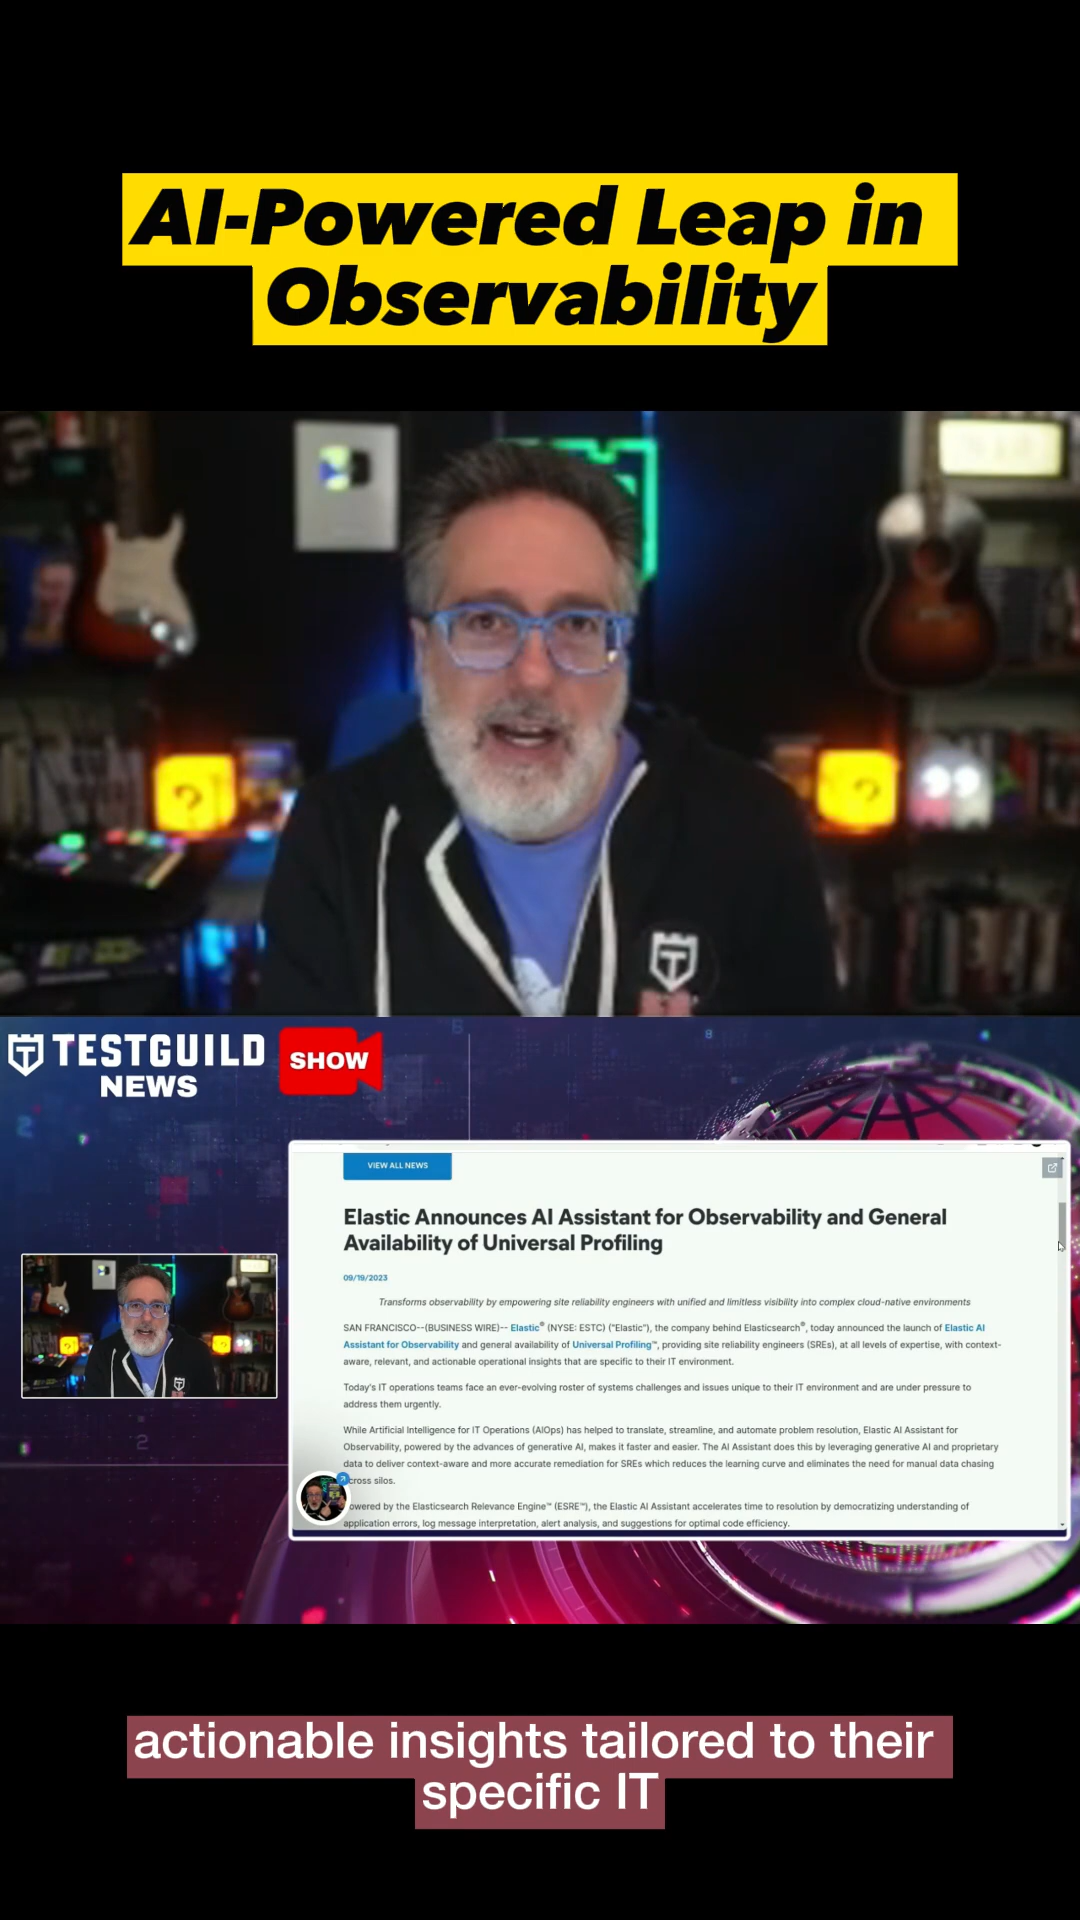 AI-Powered Leap in
Observability
TESTGUILD
NEWS
SHOW
VIEW ALL NEWS
Elastic Announces AI Assistant for Observability and General
Availability of Universal Profiling
09/19/2023
Transforms observability by empowering site reliability engineers with unified and limitless visibility into complex cloud-native environments
SAN FRANCISCO--(BUSINESS WIRE)-- Elastic® (NYSE: ESTC) ("Elastic"), the company behind Elasticsearch®, today announced the launch of Elastic AI
Assistant for Observability and general availability of Universal Profiling™, providing site reliability engineers (SREs), at all levels of expertise, with context-
aware, relevant, and actionable operational insights that are specific to their IT environment.
Today's IT operations teams face an ever-evolving roster of systems challenges and issues unique to their IT environment and are under pressure to
address them urgently.
While Artificial Intelligence for IT Operations (AIOps) has helped to translate, streamline, and automate problem resolution, Elastic AI Assistant for
Observability, powered by the advances of generative AI, makes it faster and easier. The AI Assistant does this by leveraging generative AI and proprietary
data to deliver context-aware and more accurate remediation for SREs which reduces the learning curve and eliminates the need for manual data chasing
cross silos.
owered by the Elasticsearch Relevance Engine™ (ESRE™), the Elastic AI Assistant accelerates time to resolution by democratizing understanding of
application errors, log message interpretation, alert analysis, and suggestions for optimal code efficiency.
actionable insights tailored to their
specific IT